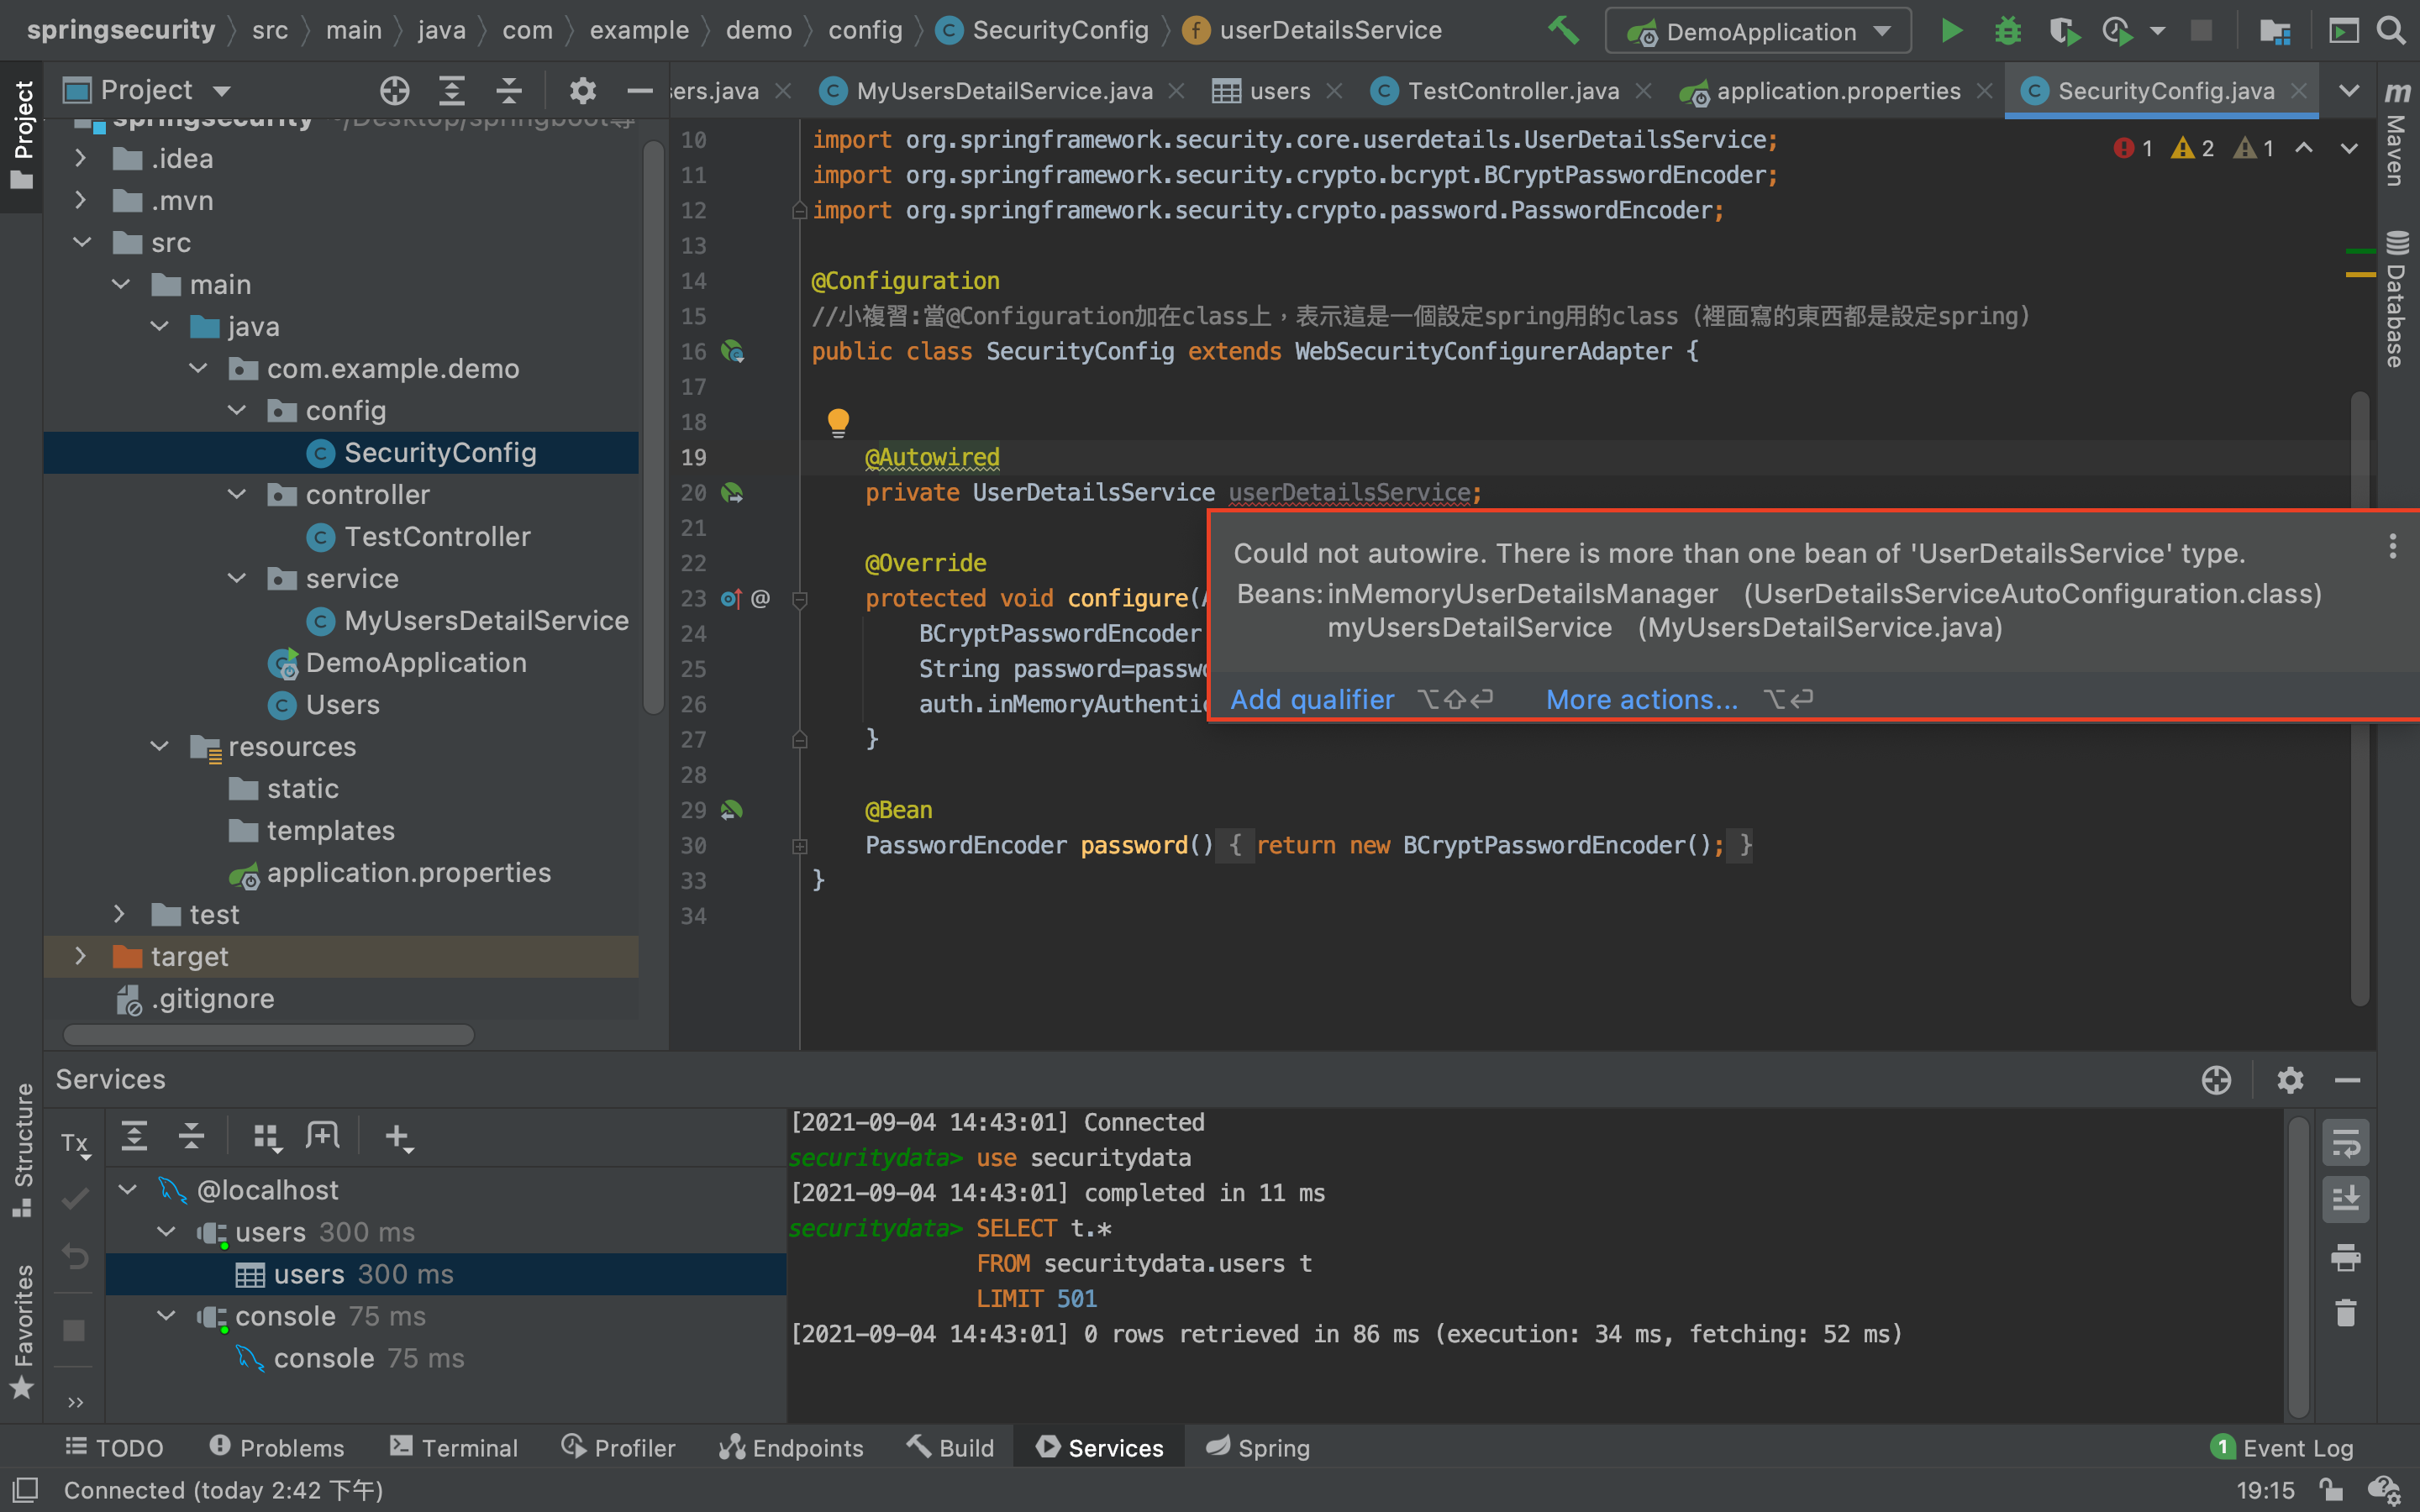 springsecurity src main java com example demo config SecurityConfig userDetailsService DemoApplication
Project
Project
.idea
.mvn
src
main
java
com.example.demo
config
SecurityConfig
controller
TestController
service
MyUsersDetailService
DemoApplication
Users
resources
static
templates
application.properties
test
target
.gitignore
ers.java MyUsersDetailService.java users TestController.java application.properties SecurityConfig.java
1 2 1
10 import org.springframework.security.core.userdetails.UserDetailsService;
11 import org.springframework.security.crypto.bcrypt.BCryptPasswordEncoder;
12 import org.springframework.security.crypto.password.PasswordEncoder;
13
14 @Configuration
15 //小複習:當@Configuration加在class上，表示這是一個設定spring用的class (裡面寫的東西都是設定spring)
16 public class SecurityConfig extends WebSecurityConfigurerAdapter {
17
18
19 @Autowired
20 private UserDetailsService userDetailsService;
21
22 @Override
23 @ protected void configure(
24 BCryptPasswordEncoder
25 String password=passw
26 auth.inMemoryAuthenti
27 }
28
29 @Bean
30 PasswordEncoder password() { return new BCryptPasswordEncoder(); }
33 }
34
Could not autowire. There is more than one bean of 'UserDetailsService' type.
Beans: inMemoryUserDetailsManager (UserDetailsServiceAutoConfiguration.class)
myUsersDetailService (MyUsersDetailService.java)
Add qualifier ⌥⇧⏎ More actions... ⌥⏎
m Maven
Database
Structure
Favorites
Services
Tx
@localhost
users 300 ms
users 300 ms
console 75 ms
console 75 ms
[2021-09-04 14:43:01] Connected
securitydata> use securitydata
[2021-09-04 14:43:01] completed in 11 ms
securitydata> SELECT t.*
FROM securitydata.users t
LIMIT 501
[2021-09-04 14:43:01] 0 rows retrieved in 86 ms (execution: 34 ms, fetching: 52 ms)
TODO Problems Terminal Profiler Endpoints Build Services Spring 1 Event Log
Connected (today 2:42 下午) 19:15